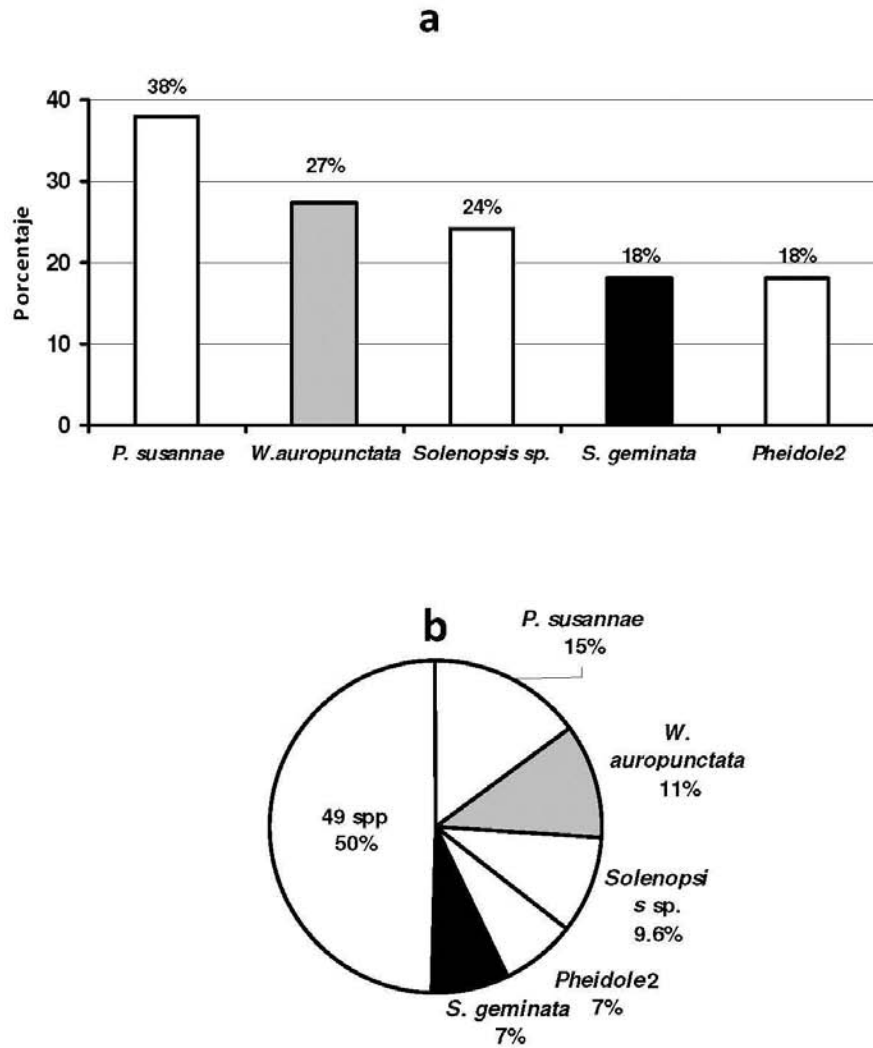 a
38%
40
27%
24%
30
18%
18%
20
Porcentaje
10
0
P. susannae
W.auropunctata
Solenopsis sp.
S. geminata
Pheidole2
b
P. susannae
15%
W.
auropunctata
11%
49 spp
50%
Solenopsi
s sp.
9.6%
Pheidole2
7%
S. geminata
7%